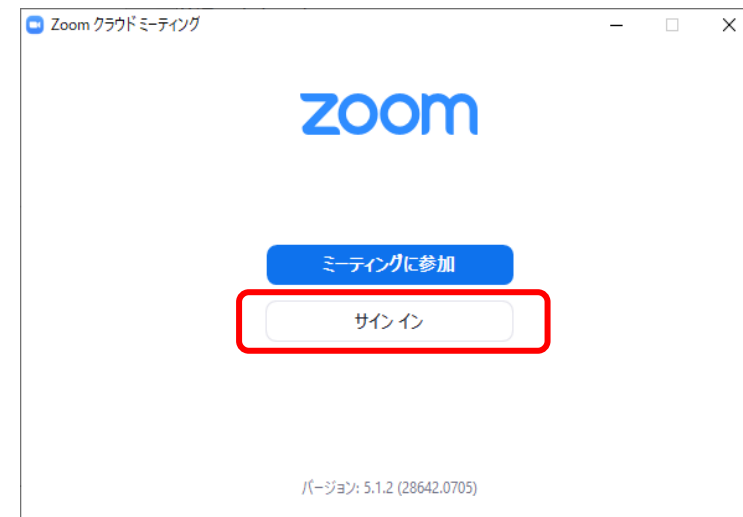 Zoom クラウド ミーティング
zoom
ミーティングに参加
サイン イン
バージョン: 5.1.2 (28642.0705)